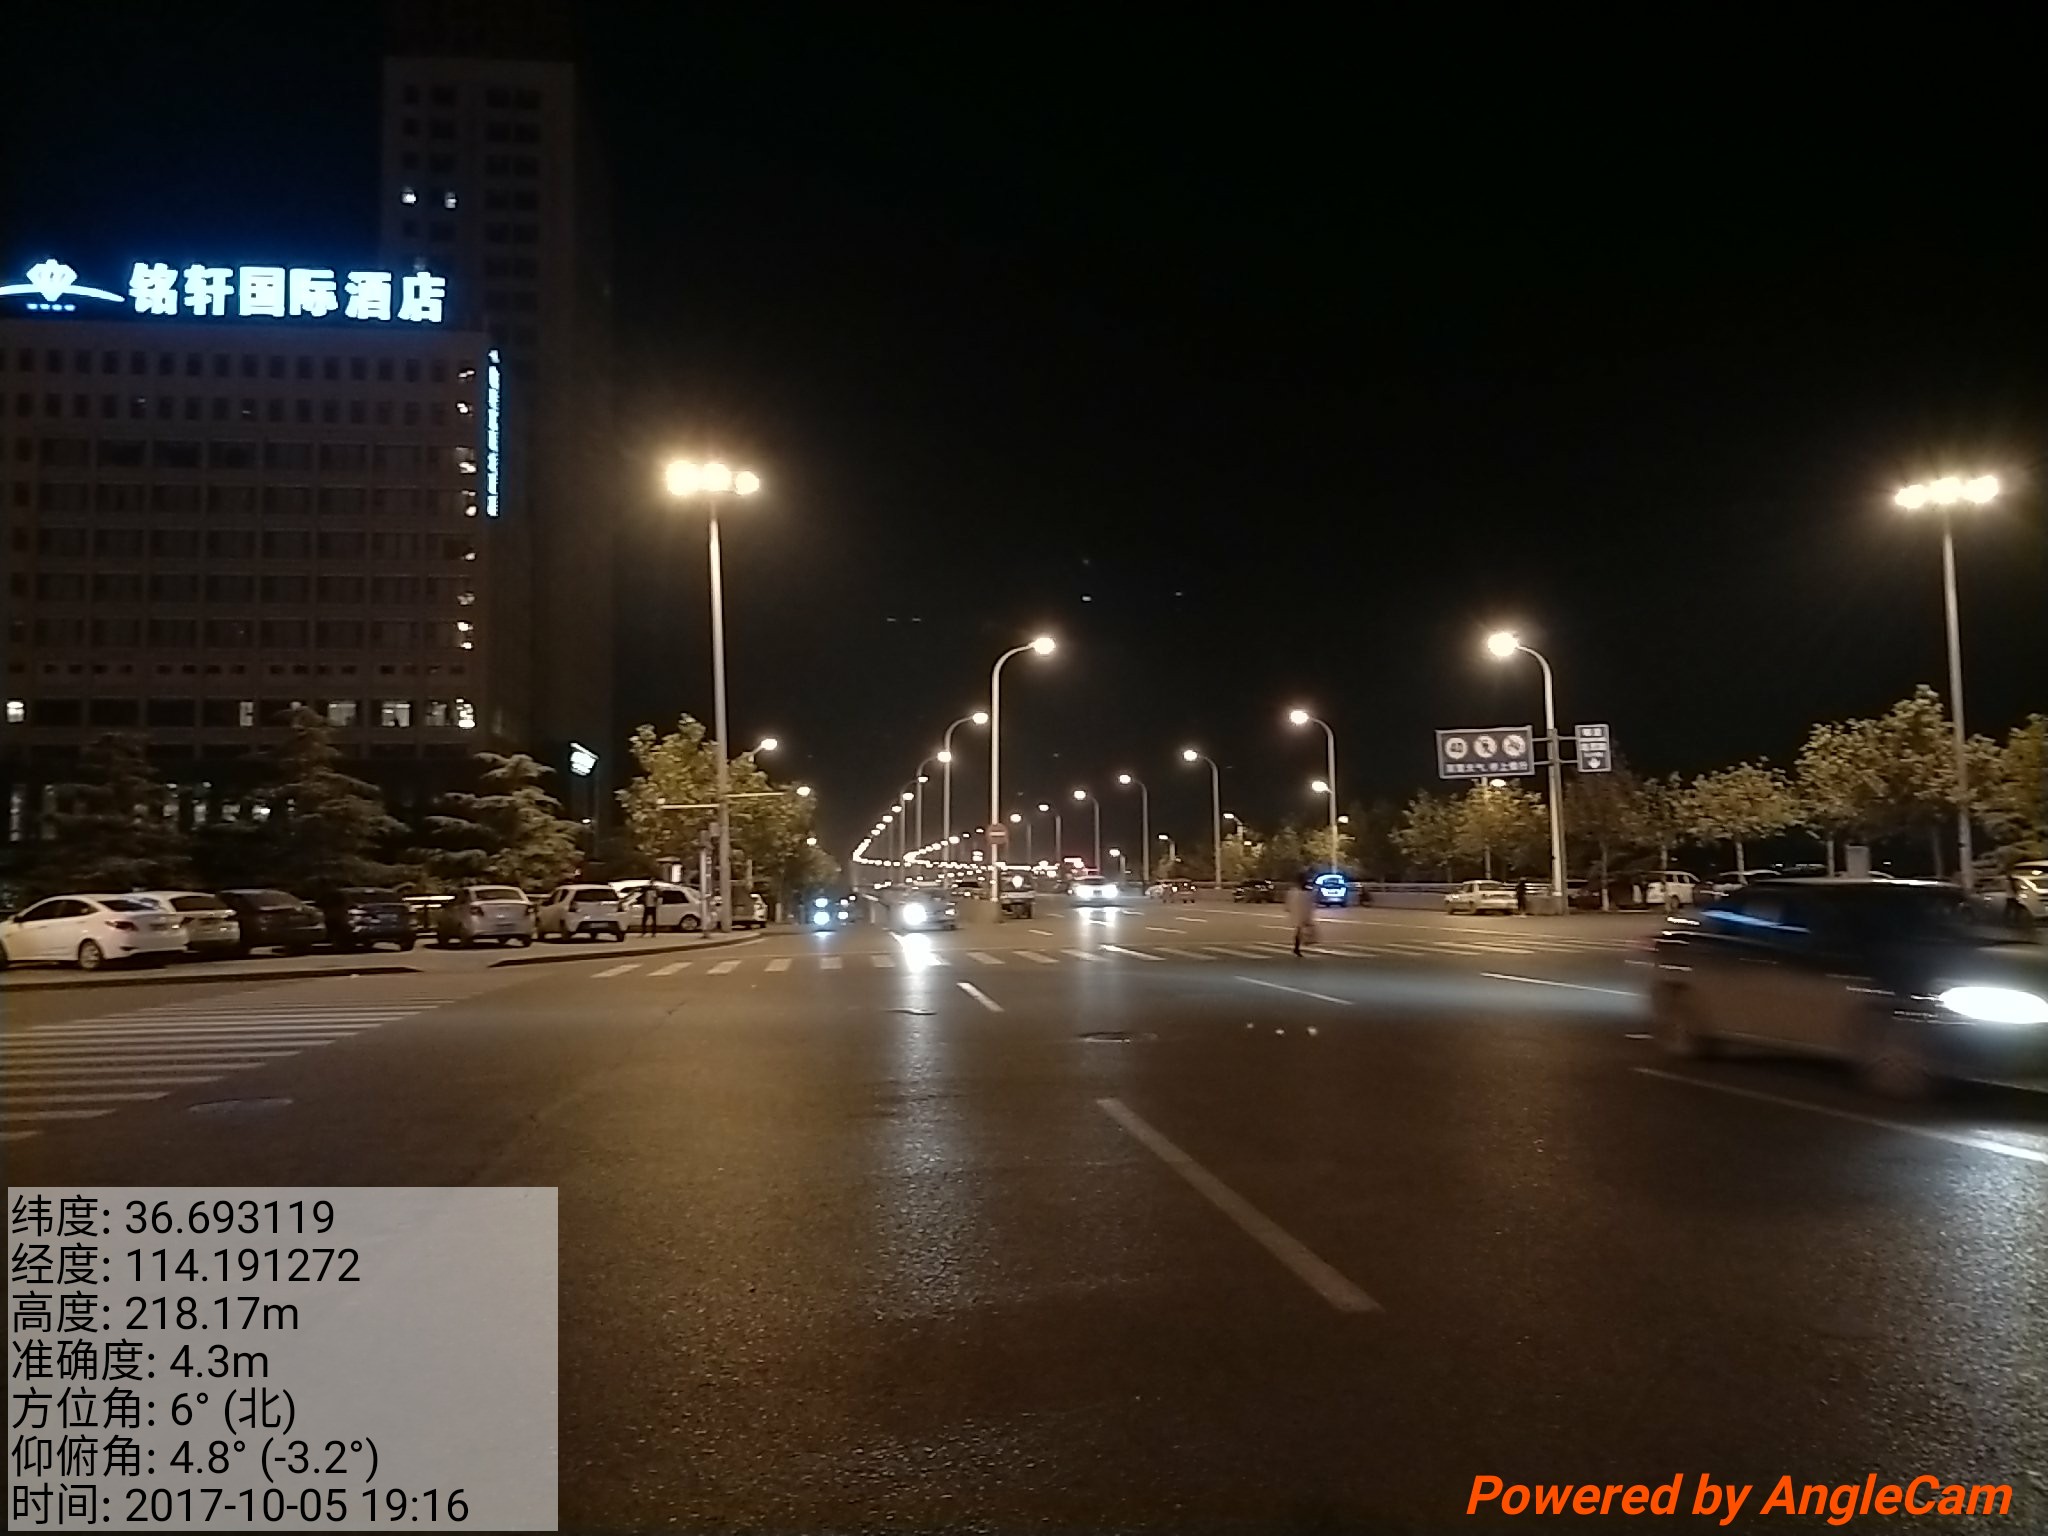 铭轩国际酒店
40
纬度: 36.693119
经度: 114.191272
高度: 218.17m
准确度: 4.3m
方位角: 6° (北)
仰俯角: 4.8° (-3.2°)
时间: 2017-10-05 19:16
Powered by AngleCam